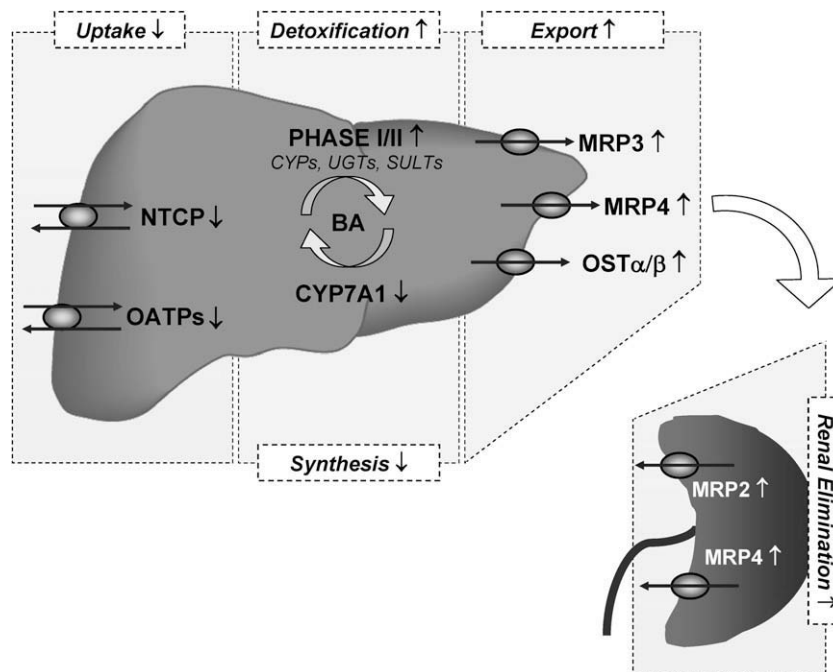 Uptake ↓
Detoxification ↑
Export ↑
PHASE I/II ↑
CYPs, UGTs, SULTs
MRP3 ↑
NTCP ↓
BA
MRP4 ↑
CYP7A1 ↓
OSTα/β ↑
OATPs ↓
Synthesis ↓
MRP2 ↑
MRP4 ↑
Renal Elimination ↑